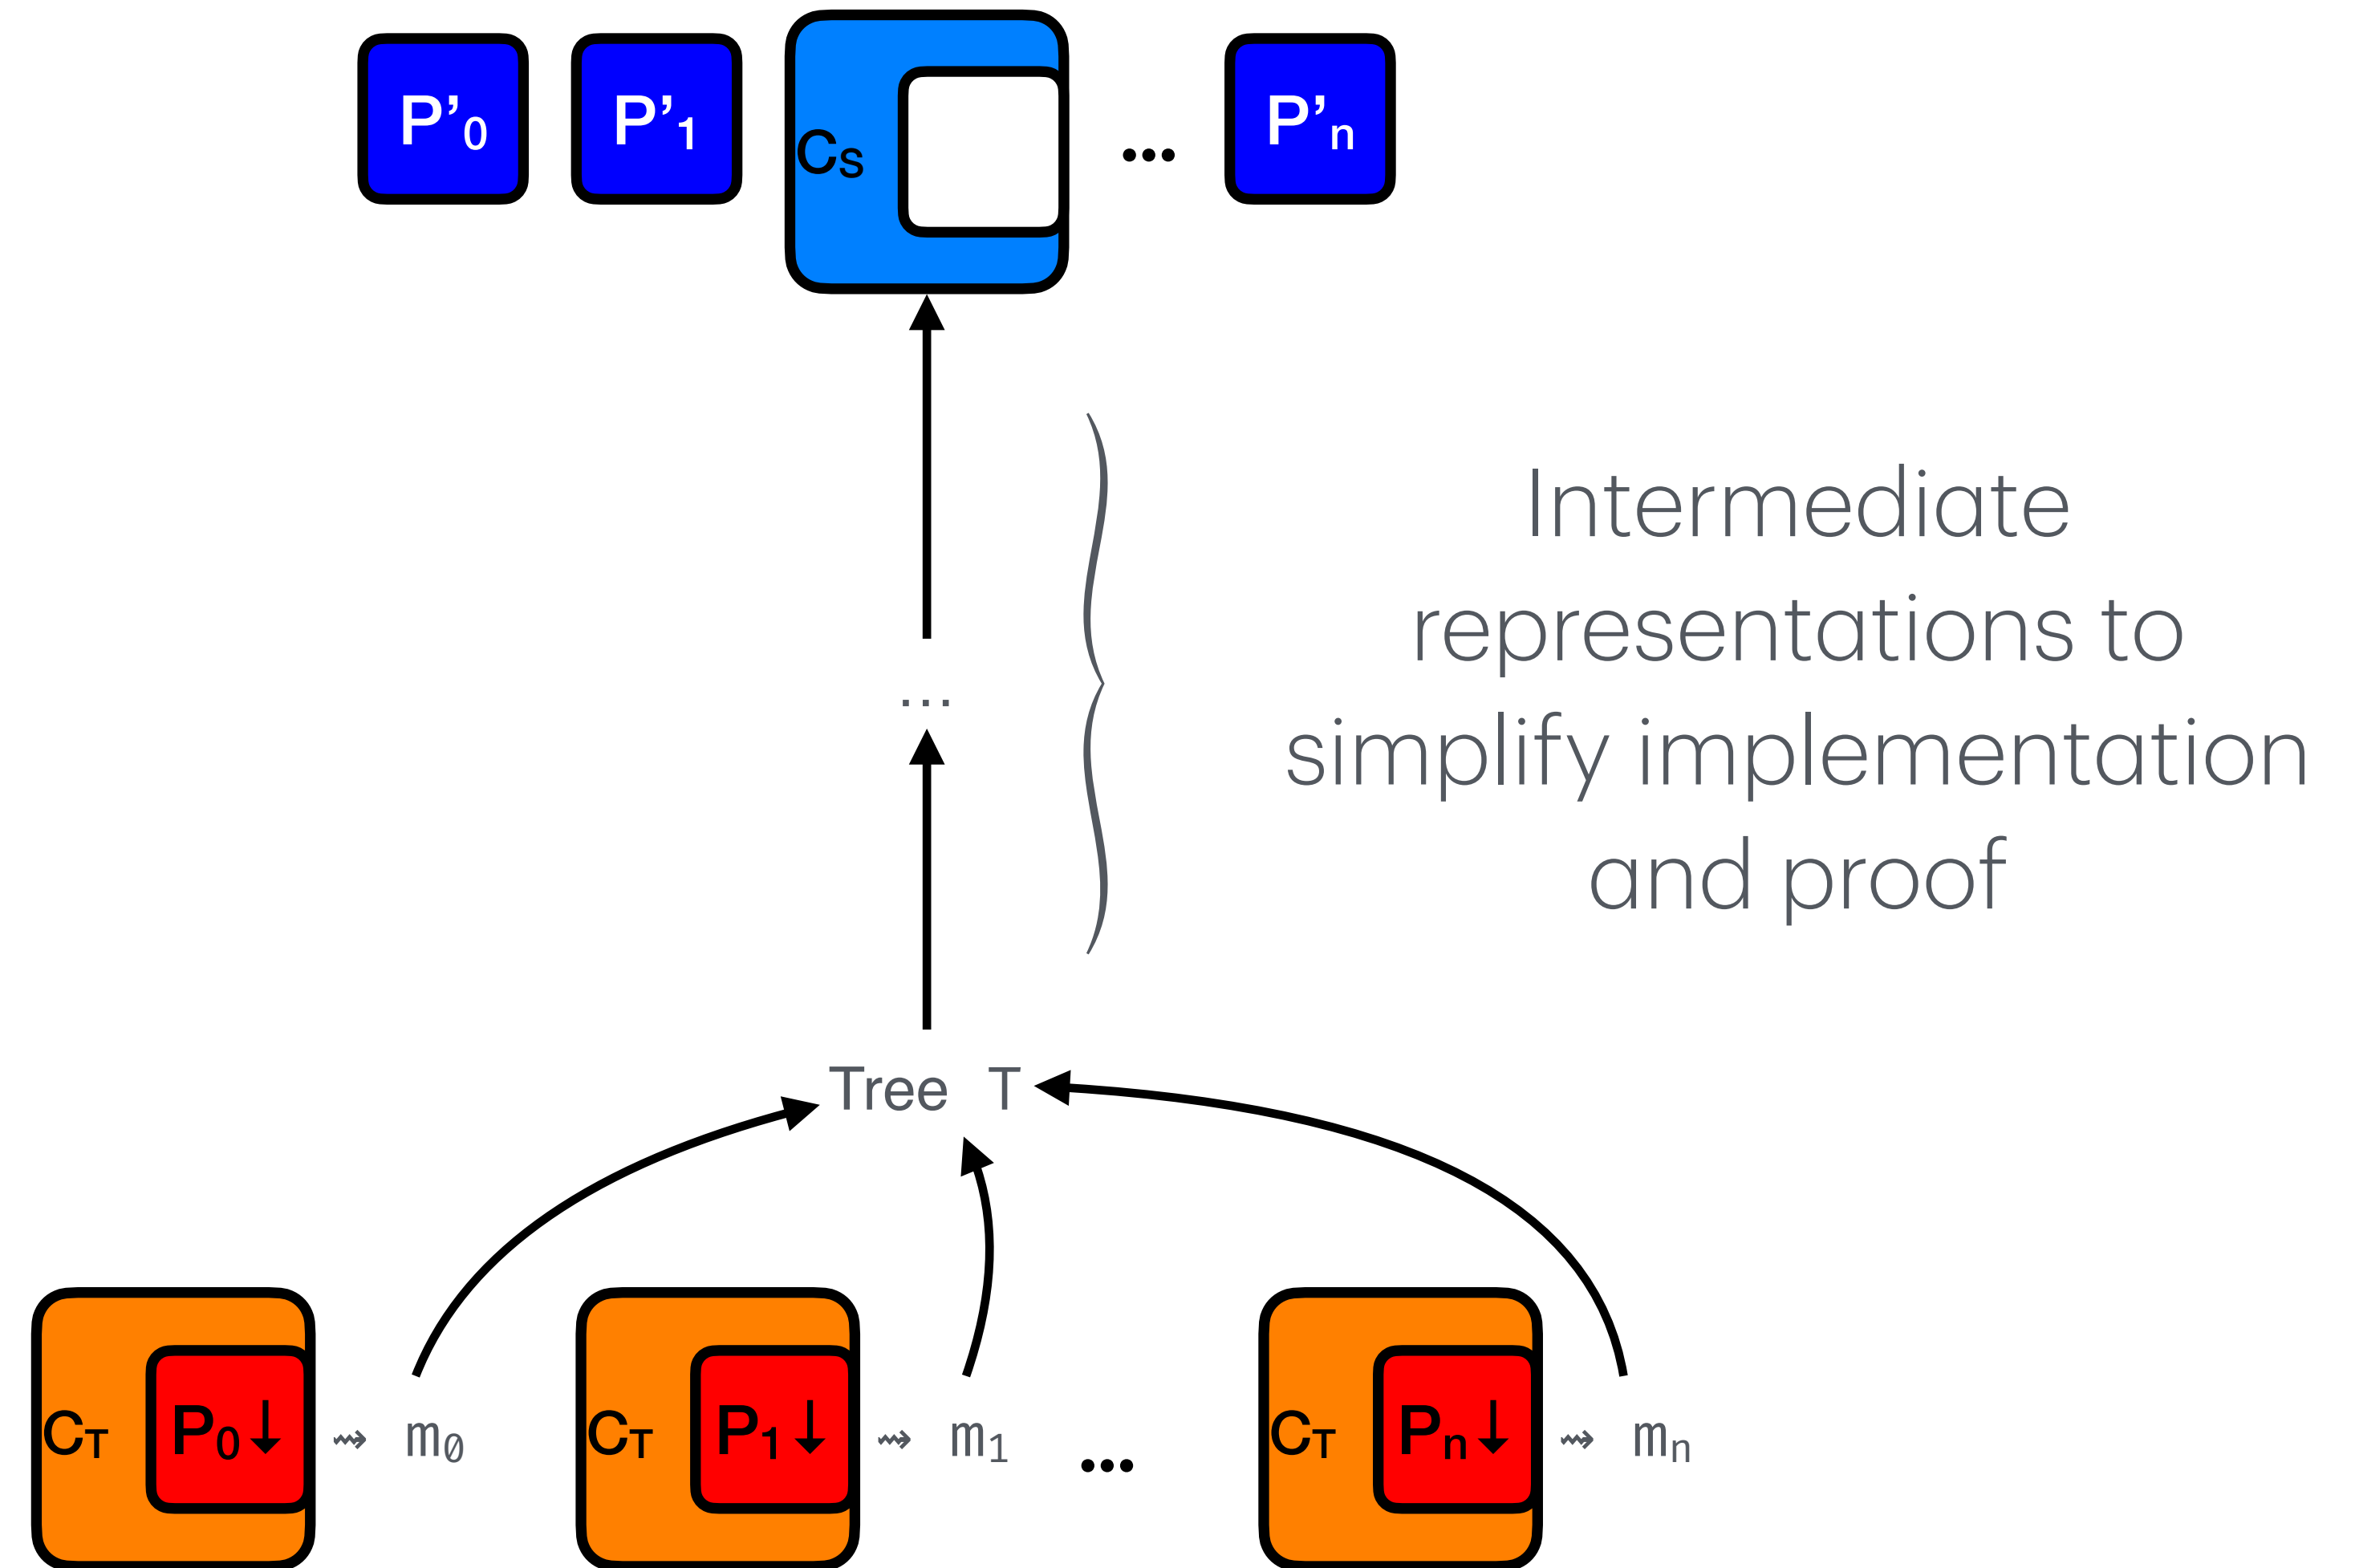 P’0 P’1 Cs ... P’n
...
Intermediate
representations to
simplify implementation
and proof
Tree T
CT P0↓ ⇝ m0 CT P1↓ ⇝ m1 ... CT Pn↓ ⇝ mn